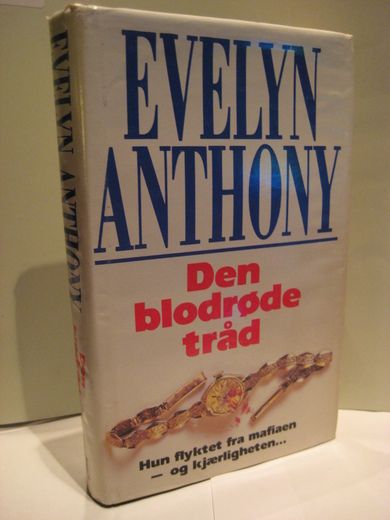 EVELYN
ANTHONY
Den
blodrøde
tråd
Hun flyktet fra mafiaen
— og kjærligheten...
EVELYN ANTHONY